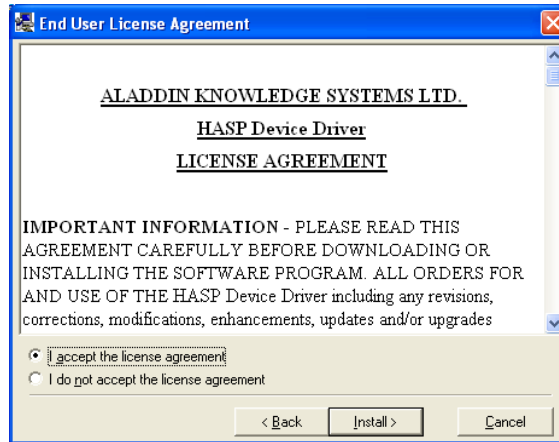 End User License Agreement
ALADDIN KNOWLEDGE SYSTEMS LTD.
HASP Device Driver
LICENSE AGREEMENT
IMPORTANT INFORMATION - PLEASE READ THIS
AGREEMENT CAREFULLY BEFORE DOWNLOADING OR
INSTALLING THE SOFTWARE PROGRAM. ALL ORDERS FOR
AND USE OF THE HASP Device Driver including any revisions,
corrections, modifications, enhancements, updates and/or upgrades
I accept the license agreement
I do not accept the license agreement
< Back Install > Cancel